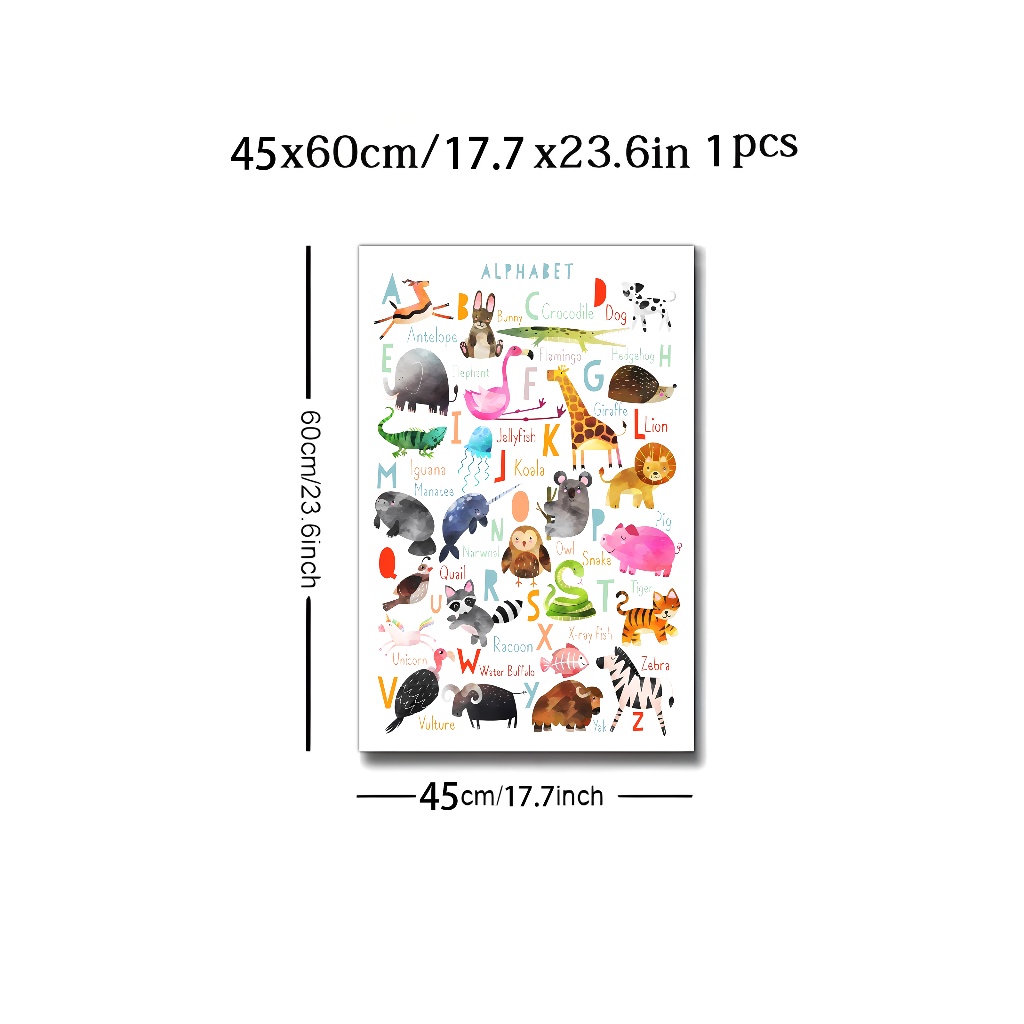 45x60cm/17.7 x23.6in 1pcs
60cm/23.6inch
ALPHABET
A
Antelope
B
Bunny
C
Crocodile
D
Dog
E
Elephant
F
Flamingo
G
Giraffe
H
Hedgehog
I
Iguana
J
Jellyfish
K
Koala
L
Lion
M
Manatee
N
Narwal
O
Owl
P
Pig
Q
Quail
R
Racoon
S
Snake
T
Tiger
U
Unicorn
V
Vulture
W
Water Buffalo
X
X-ray fish
Y
Yak
Z
Zebra
45cm/17.7inch